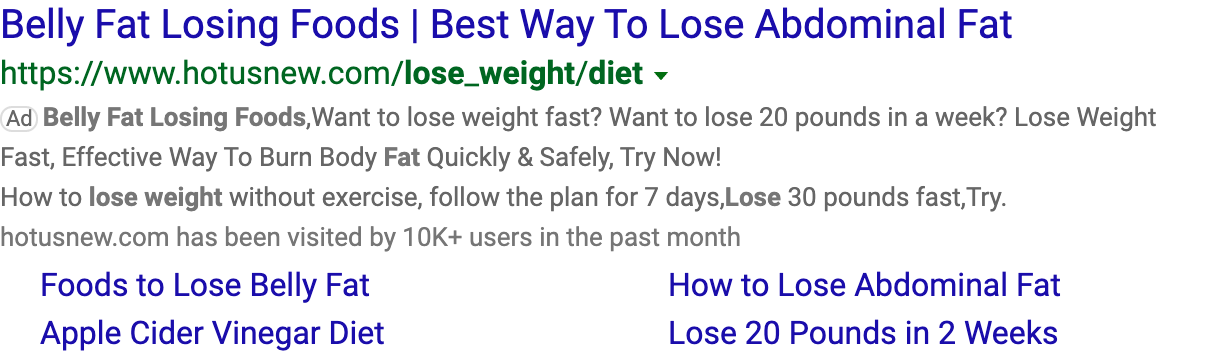 Belly Fat Losing Foods | Best Way To Lose Abdominal Fat
https://www.hotusnew.com/lose_weight/diet
Ad Belly Fat Losing Foods,Want to lose weight fast? Want to lose 20 pounds in a week? Lose Weight
Fast, Effective Way To Burn Body Fat Quickly & Safely, Try Now!
How to lose weight without exercise, follow the plan for 7 days,Lose 30 pounds fast,Try.
hotusnew.com has been visited by 10K+ users in the past month
Foods to Lose Belly Fat
How to Lose Abdominal Fat
Apple Cider Vinegar Diet
Lose 20 Pounds in 2 Weeks